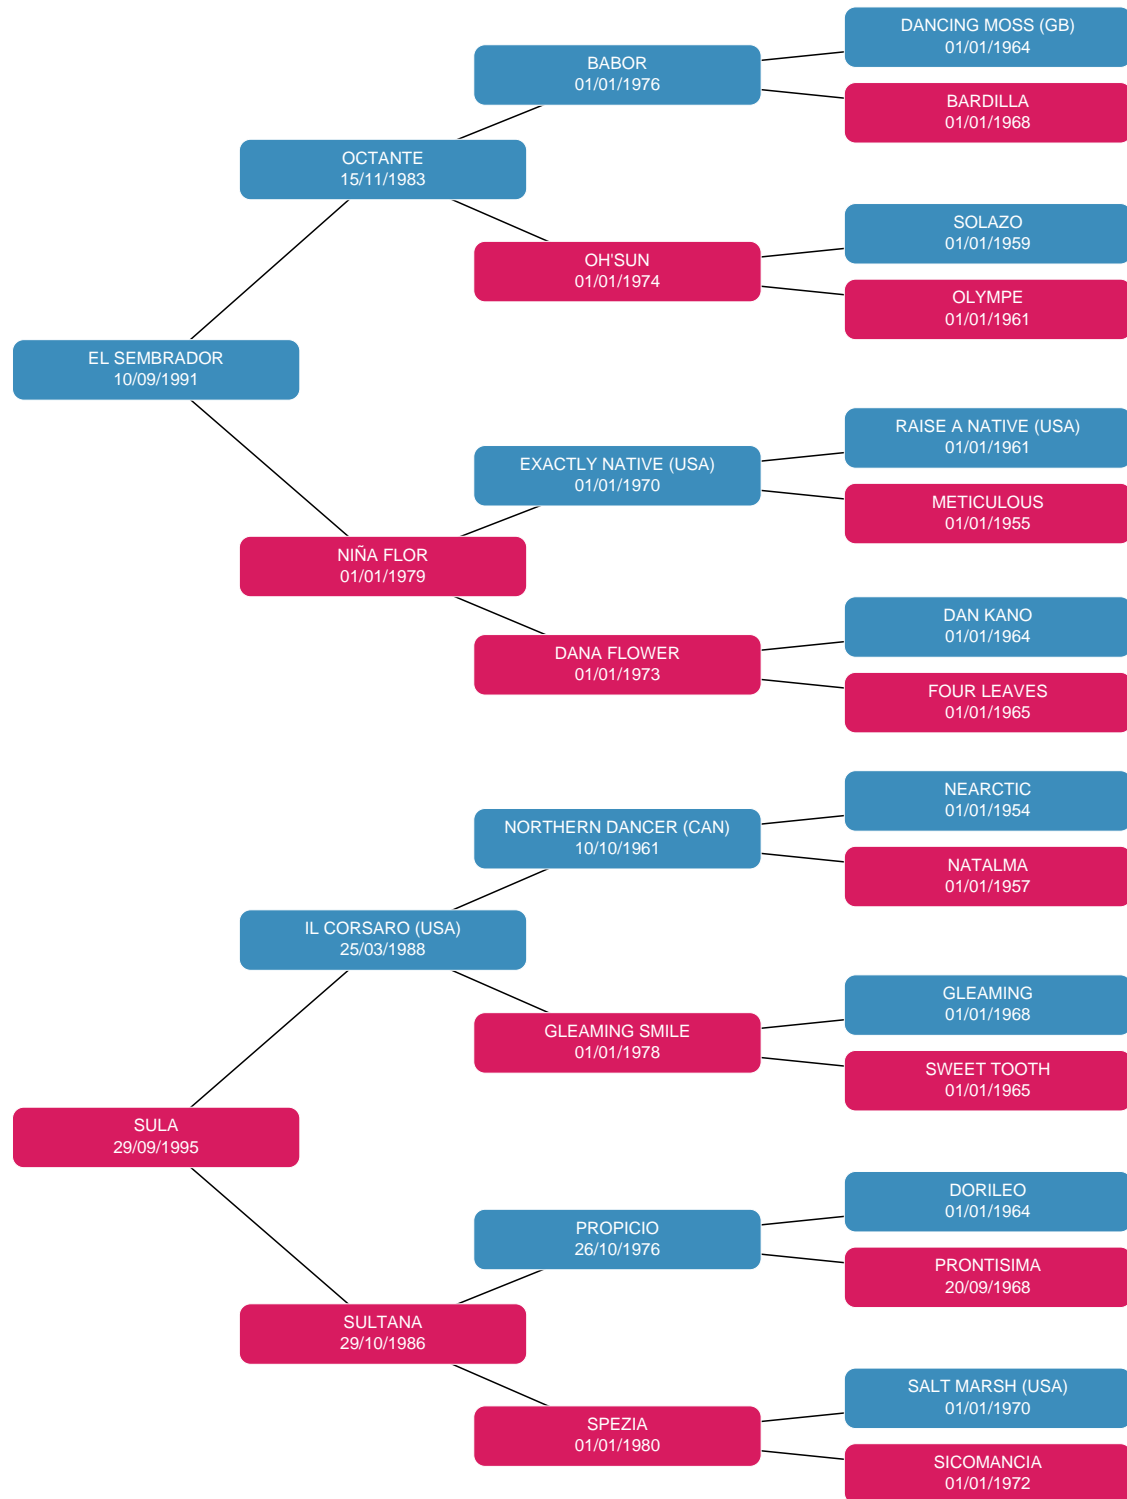 DANCING MOSS (GB)
01/01/1964
BABOR
01/01/1976
BARDILLA
01/01/1968
OCTANTE
15/11/1983
SOLAZO
01/01/1959
OH'SUN
01/01/1974
OLYMPE
01/01/1961
EL SEMBRADOR
10/09/1991
RAISE A NATIVE (USA)
01/01/1961
EXACTLY NATIVE (USA)
01/01/1970
METICULOUS
01/01/1955
NIÑA FLOR
01/01/1979
DAN KANO
01/01/1964
DANA FLOWER
01/01/1973
FOUR LEAVES
01/01/1965
NEARCTIC
01/01/1954
NORTHERN DANCER (CAN)
10/10/1961
NATALMA
01/01/1957
IL CORSARO (USA)
25/03/1988
GLEAMING
01/01/1968
GLEAMING SMILE
01/01/1978
SWEET TOOTH
01/01/1965
SULA
29/09/1995
DORILEO
01/01/1964
PROPICIO
26/10/1976
PRONTISIMA
20/09/1968
SULTANA
29/10/1986
SALT MARSH (USA)
01/01/1970
SPEZIA
01/01/1980
SICOMANCIA
01/01/1972